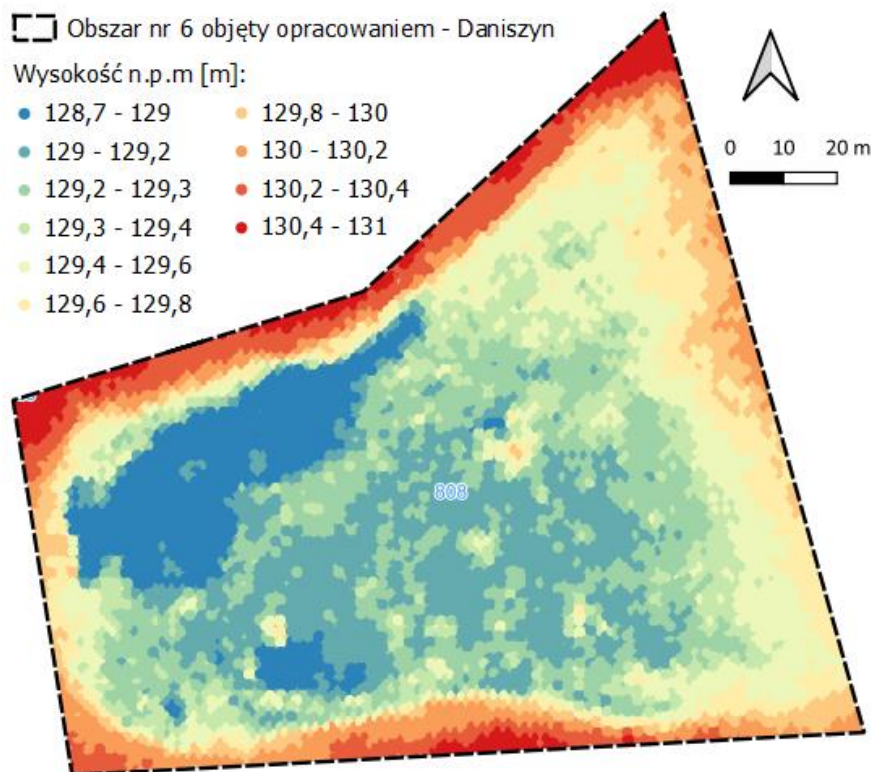 Obszar nr 6 objęty opracowaniem - Daniszyn
Wysokość n.p.m [m]:
128,7 - 129
129 - 129,2
129,2 - 129,3
129,3 - 129,4
129,4 - 129,6
129,6 - 129,8
129,8 - 130
130 - 130,2
130,2 - 130,4
130,4 - 131
0 10 20 m
808